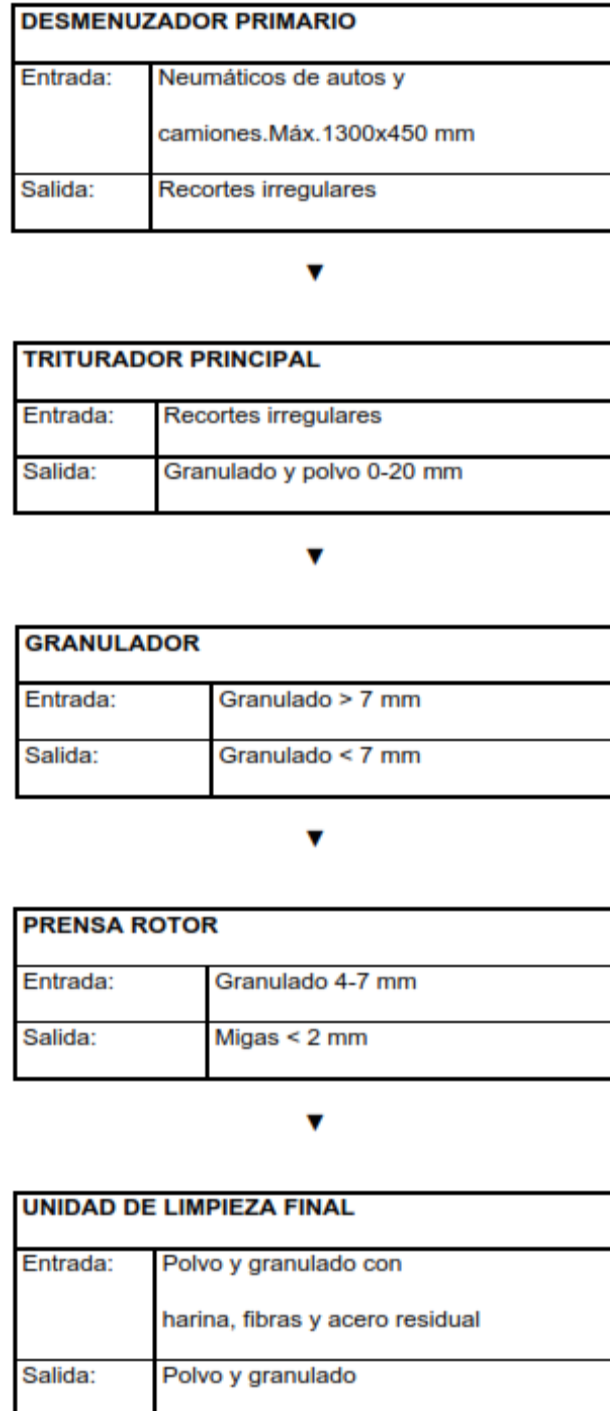 DESMENUZADOR PRIMARIO
Entrada: Neumáticos de autos y
camiones.Máx.1300x450 mm
Salida: Recortes irregulares
▼
TRITURADOR PRINCIPAL
Entrada: Recortes irregulares
Salida: Granulado y polvo 0-20 mm
▼
GRANULADOR
Entrada: Granulado > 7 mm
Salida: Granulado < 7 mm
▼
PRENSA ROTOR
Entrada: Granulado 4-7 mm
Salida: Migas < 2 mm
▼
UNIDAD DE LIMPIEZA FINAL
Entrada: Polvo y granulado con
harina, fibras y acero residual
Salida: Polvo y granulado